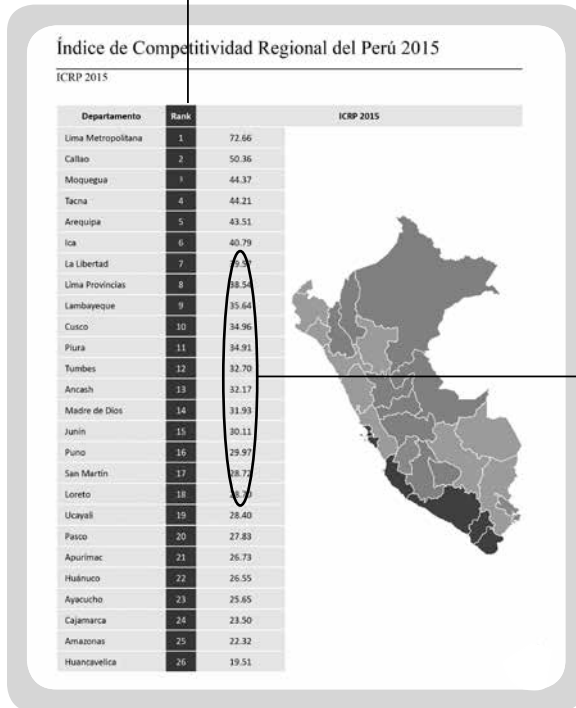 Índice de Competitividad Regional del Perú 2015
ICRP 2015
Departamento Rank ICRP 2015
Lima Metropolitana 1 72.66
Callao 2 50.36
Moquegua 3 44.37
Tacna 4 44.21
Arequipa 5 43.51
Ica 6 40.79
La Libertad 7
Lima Provincias 8 38.54
Lambayeque 9 35.64
Cusco 10 34.96
Piura 11 34.91
Tumbes 12 32.70
Ancash 13 32.17
Madre de Dios 14 31.93
Junín 15 30.11
Puno 16 29.97
San Martín 17 28.72
Loreto 18
Ucayali 19 28.40
Pasco 20 27.83
Apurímac 21 26.73
Huánuco 22 26.55
Ayacucho 23 25.65
Cajamarca 24 23.50
Amazonas 25 22.32
Huancavelica 26 19.51